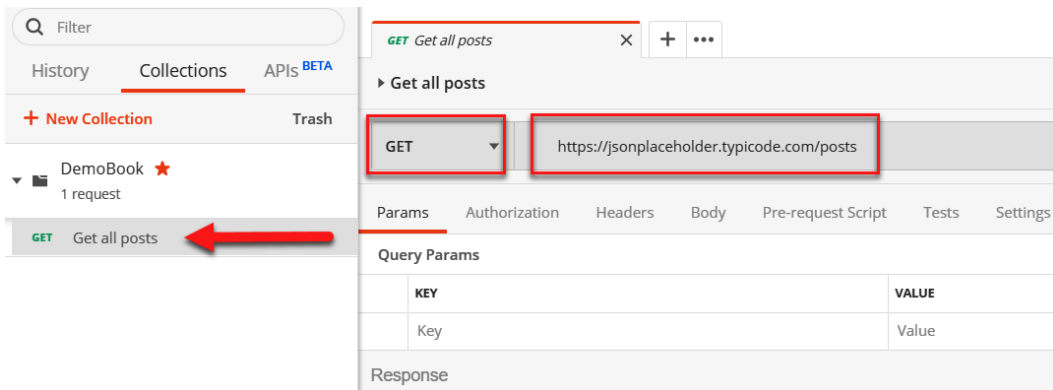 Filter
History Collections APIs BETA
+ New Collection Trash
DemoBook
1 request
GET Get all posts
GET Get all posts
Get all posts
GET https://jsonplaceholder.typicode.com/posts
Params Authorization Headers Body Pre-request Script Tests Settings
Query Params
KEY VALUE
Key Value
Response